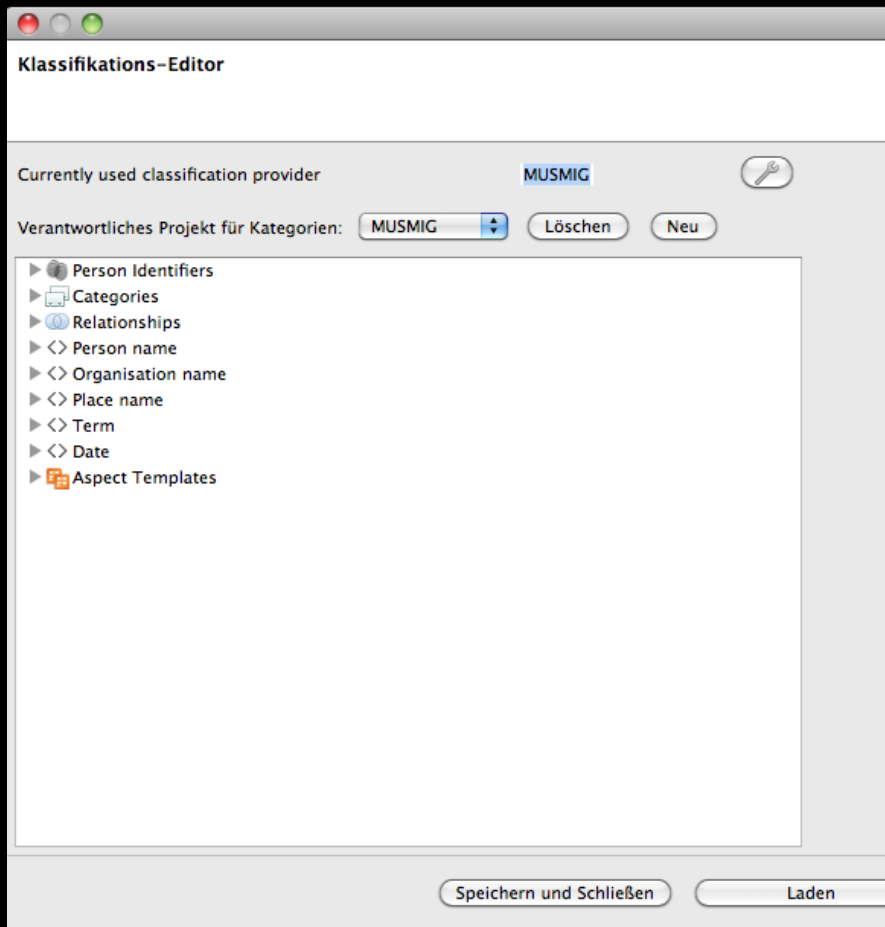 Klassifikations-Editor
Currently used classification provider MUSMIG
Verantwortliches Projekt für Kategorien: MUSMIG Löschen Neu
Person Identifiers
Categories
Relationships
<> Person name
<> Organisation name
<> Place name
<> Term
<> Date
Aspect Templates
Speichern und Schließen Laden